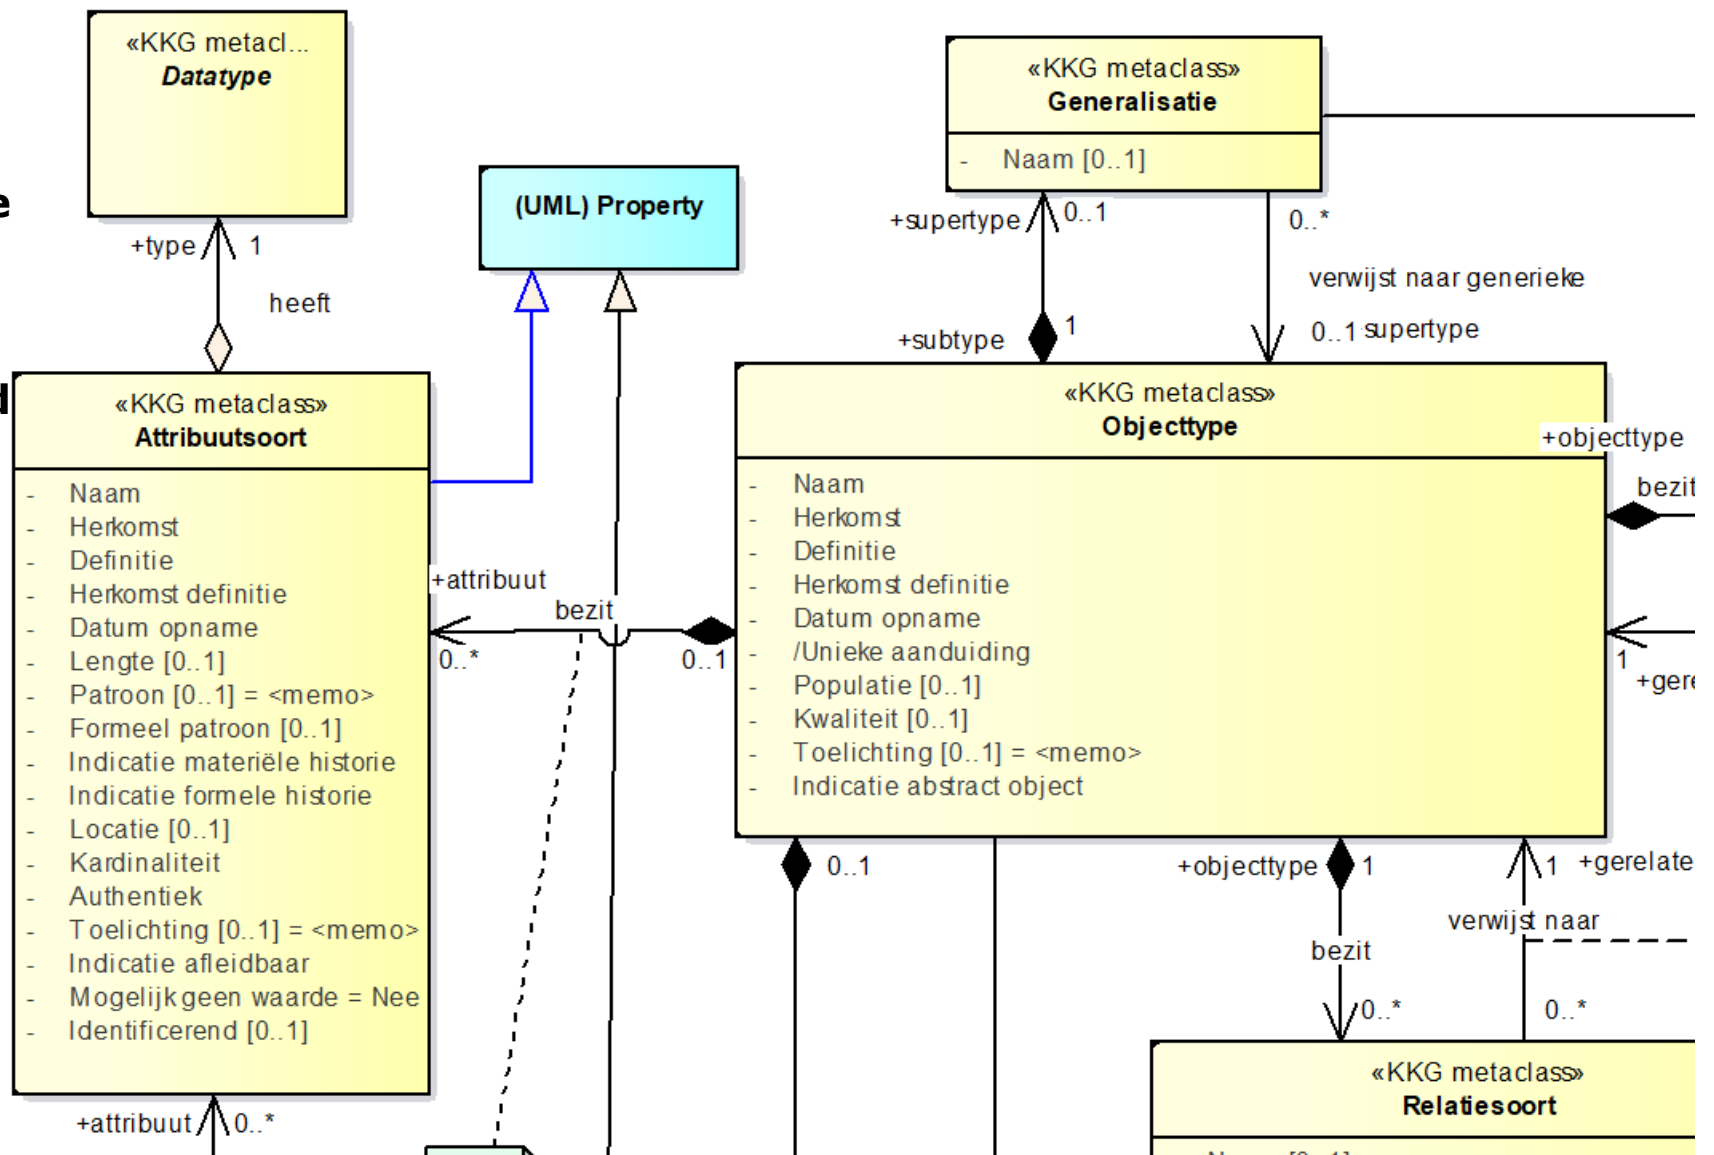 «KKG metacl...
Datatype
+type
1
heeft
e
d
(UML) Property
«KKG metaclass»
Generalisatie
- Naam [0..1]
+supertype
0..1
0..*
verwijst naar generieke
0..1 supertype
+subtype
1
«KKG metaclass»
Attribuutsoort
- Naam
- Herkomst
- Definitie
- Herkomst definitie
- Datum opname
- Lengte [0..1]
- Patroon [0..1] = <memo>
- Formeel patroon [0..1]
- Indicatie materiële historie
- Indicatie formele historie
- Locatie [0..1]
- Kardinaliteit
- Authentiek
- Toelichting [0..1] = <memo>
- Indicatie afleidbaar
- Mogelijk geen waarde = Nee
- Identificerend [0..1]
+attribuut
0..*
+attribuut
bezit
0..*
0..1
«KKG metaclass»
Objecttype
- Naam
- Herkomst
- Definitie
- Herkomst definitie
- Datum opname
- /Unieke aanduiding
- Populatie [0..1]
- Kwaliteit [0..1]
- Toelichting [0..1] = <memo>
- Indicatie abstract object
+objecttype
bezit
1
+gere
0..1
+objecttype
1
bezit
0..*
1
+gerelate
verwijst naar
0..*
«KKG metaclass»
Relatiesoort